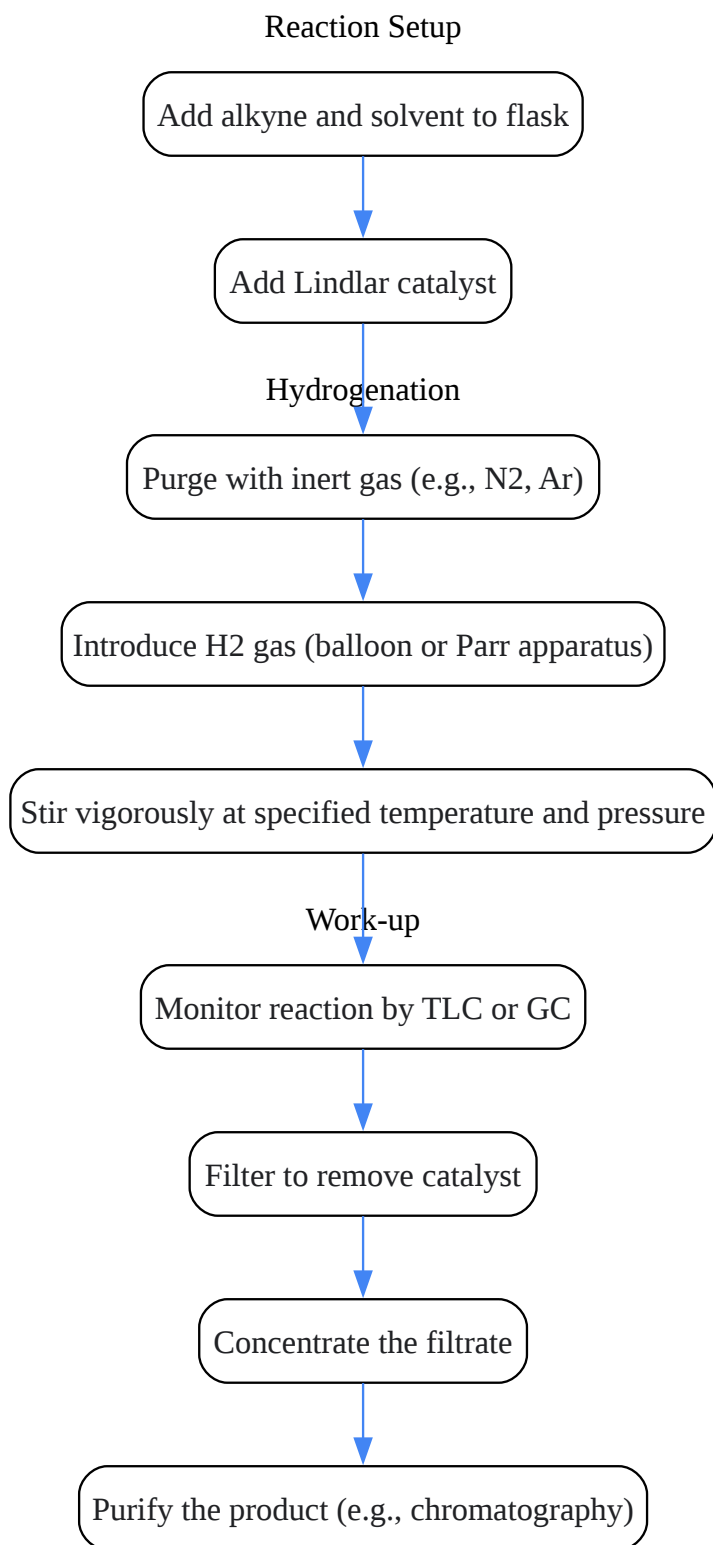 Reaction Setup
Add alkyne and solvent to flask
Add Lindlar catalyst
Hydrogenation
Purge with inert gas (e.g., N2, Ar)
Introduce H2 gas (balloon or Parr apparatus)
Stir vigorously at specified temperature and pressure
Work-up
Monitor reaction by TLC or GC
Filter to remove catalyst
Concentrate the filtrate
Purify the product (e.g., chromatography)